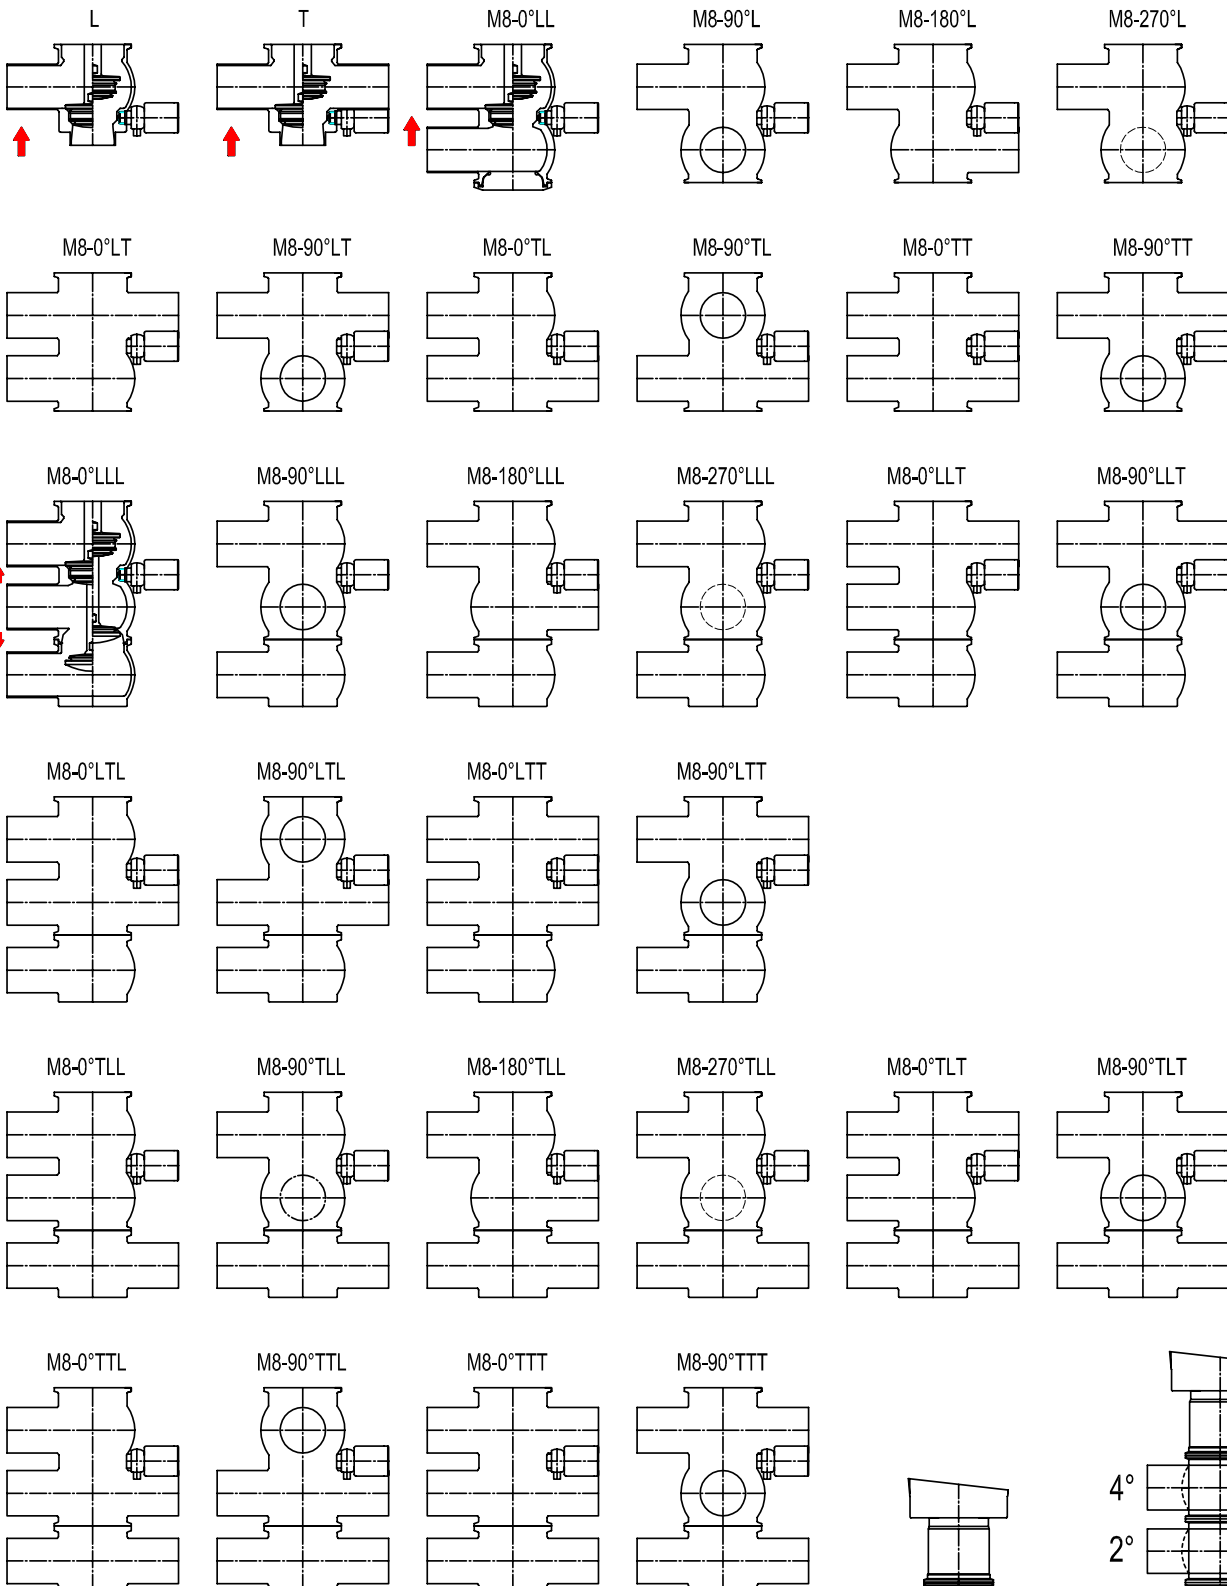 L T M8-0°LL M8-90°L M8-180°L M8-270°L
M8-0°LT M8-90°LT M8-0°TL M8-90°TL M8-0°TT M8-90°TT
M8-0°LLL M8-90°LLL M8-180°LLL M8-270°LLL M8-0°LLT M8-90°LLT
M8-0°LTL M8-90°LTL M8-0°LTT M8-90°LTT
M8-0°TLL M8-90°TLL M8-180°TLL M8-270°TLL M8-0°TLT M8-90°TLT
M8-0°TTL M8-90°TTL M8-0°TTT M8-90°TTT
4°
2°